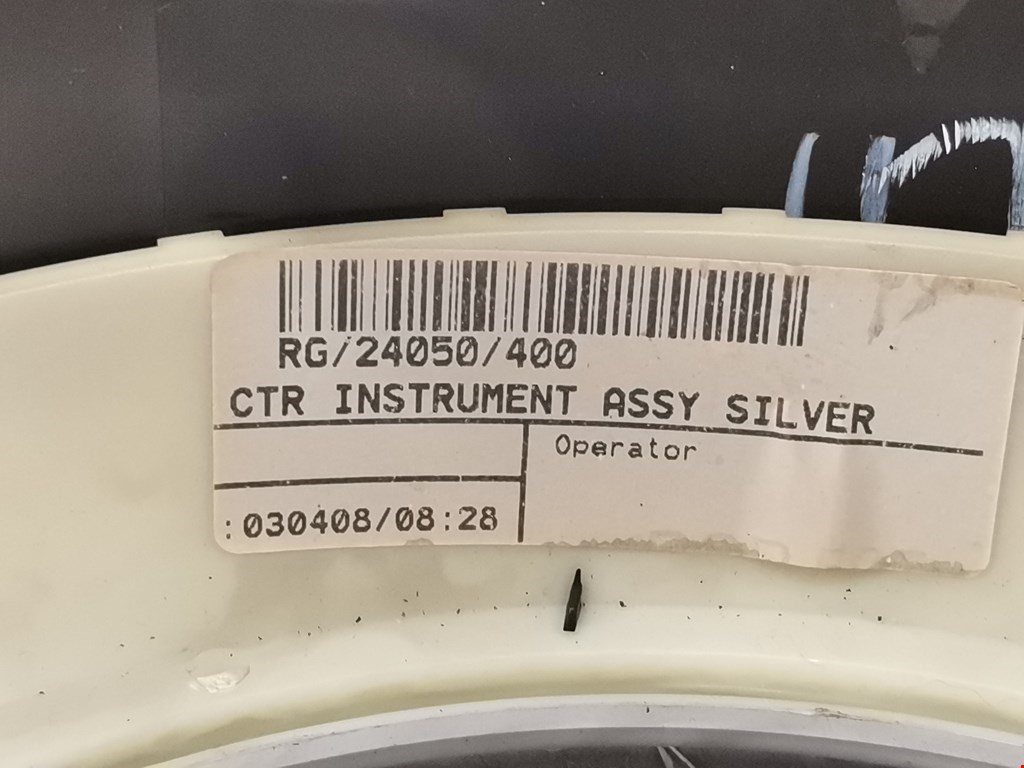 RG/24050/400
CTR INSTRUMENT ASSY SILVER
Operator
:030408/08:28